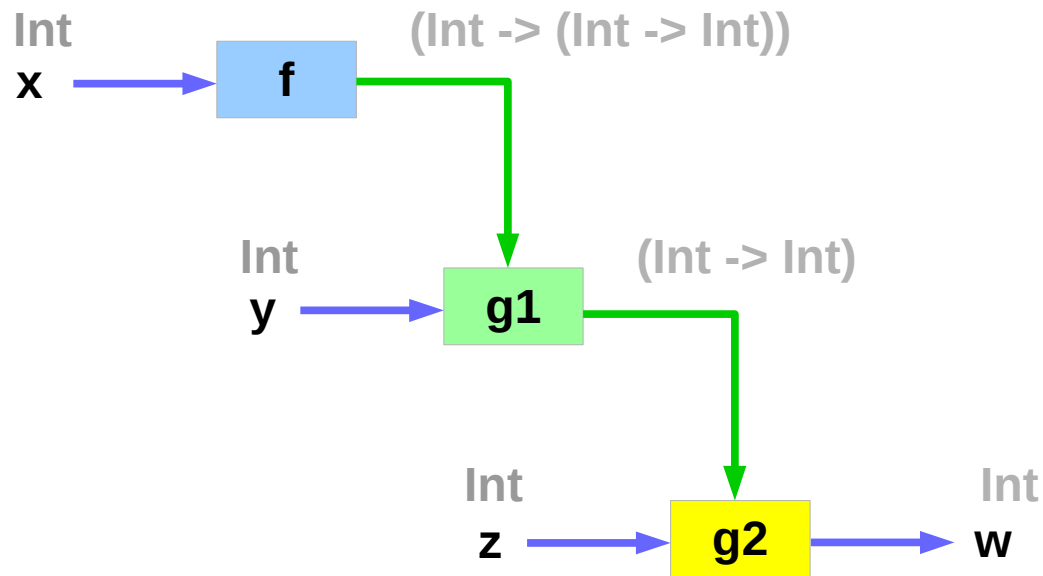 Int (Int -> (Int -> Int))
x f
Int (Int -> Int)
y g1
Int Int
z g2 w